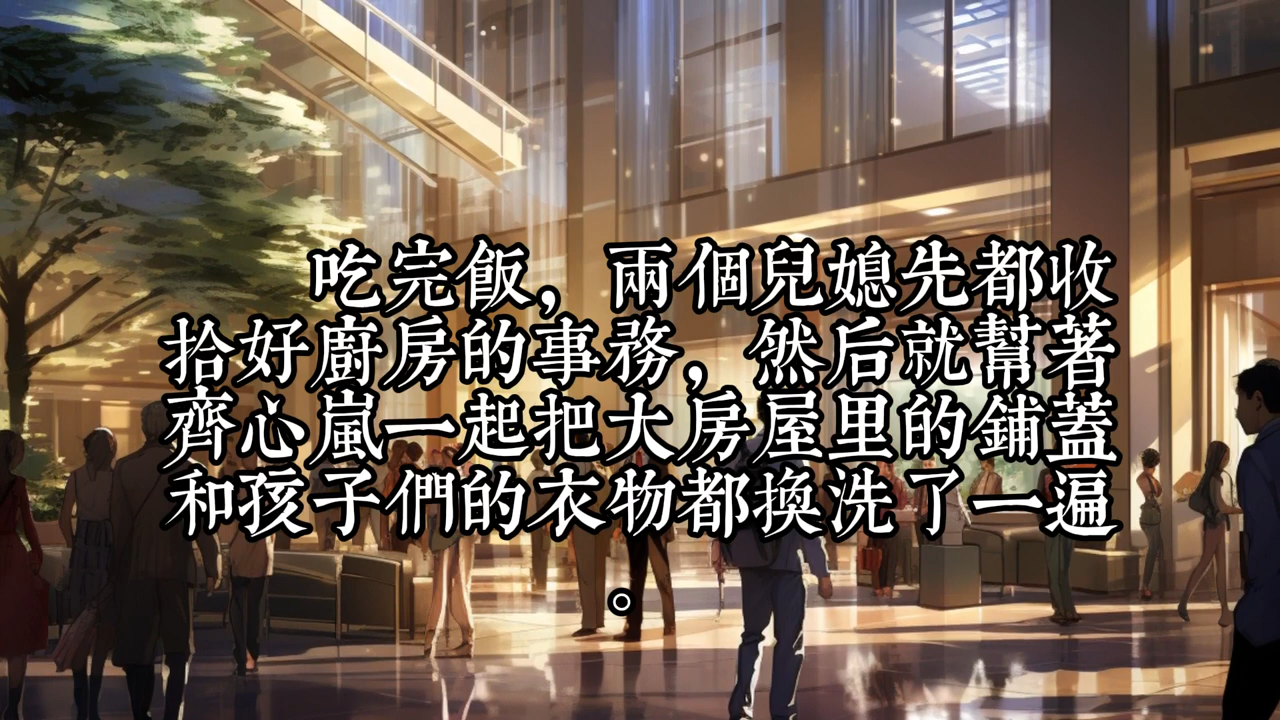 吃完飯，兩個兒媳先都收
拾好廚房的事務，然后就幫著
齊心嵐一起把大房屋里的鋪蓋
和孩子們的衣物都換洗了一遍
。